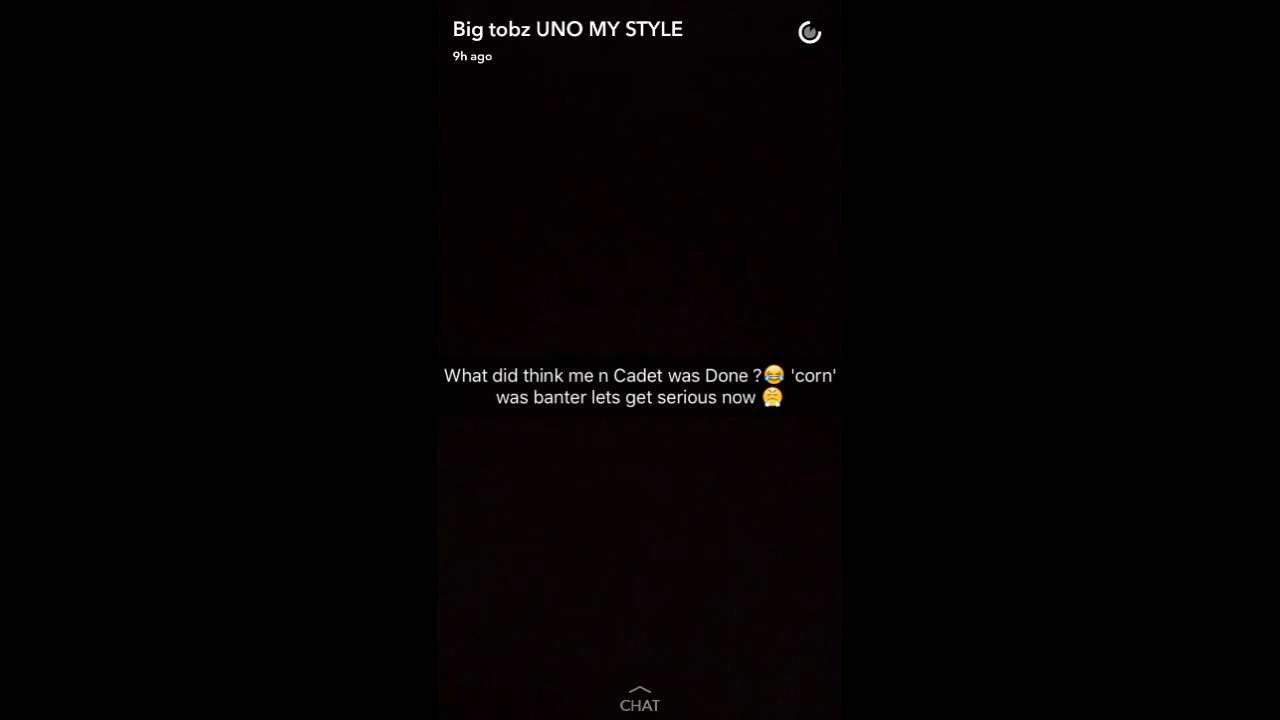 Big tobz UNO MY STYLE
9h ago
What did think me n Cadet was Done ?😂 'corn'
was banter lets get serious now 😤
CHAT